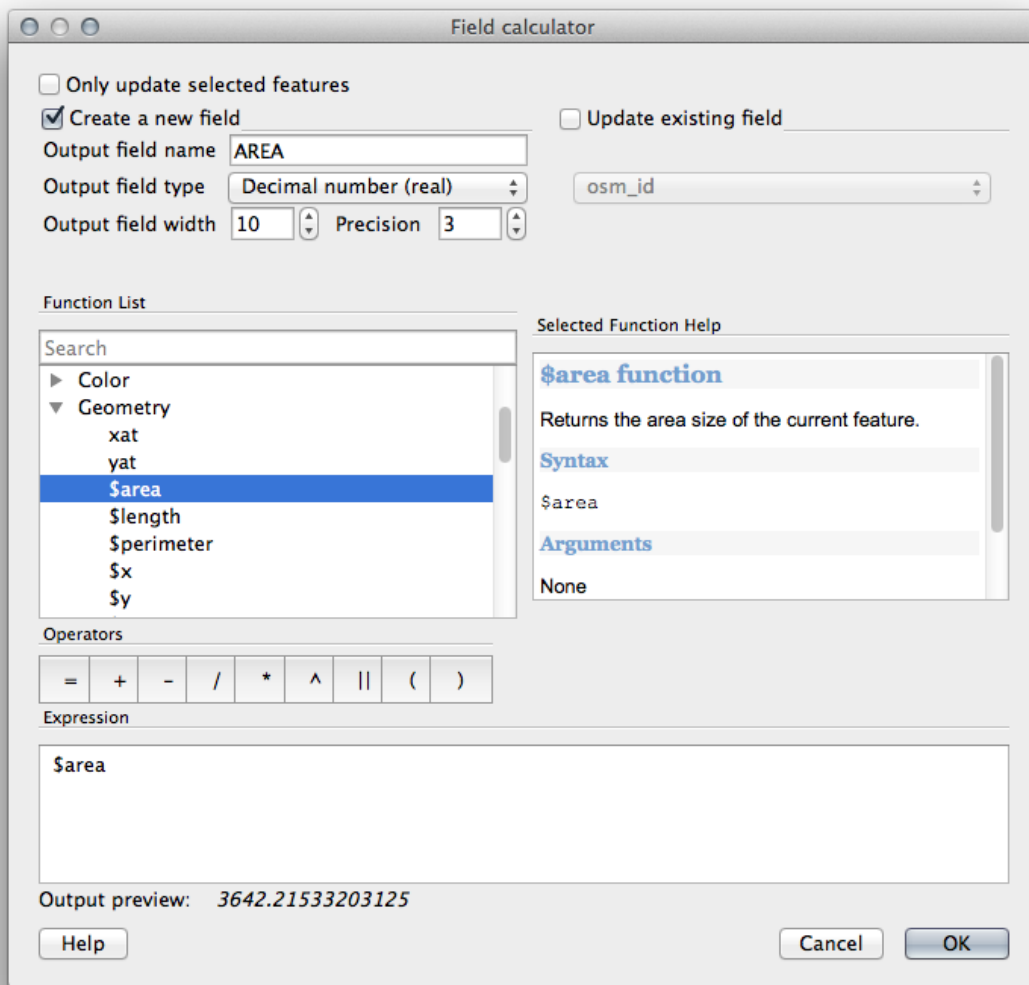 Field calculator
Only update selected features
Create a new field
Update existing field
Output field name AREA
Output field type Decimal number (real)
osm_id
Output field width 10 Precision 3
Function List
Selected Function Help
Search
Color
Geometry
xat
yat
$area
$length
$perimeter
$x
$y
$area function
Returns the area size of the current feature.
Syntax
$area
Arguments
None
Operators
= + - / * ^ || ( )
Expression
$area
Output preview: 3642.21533203125
Help Cancel OK